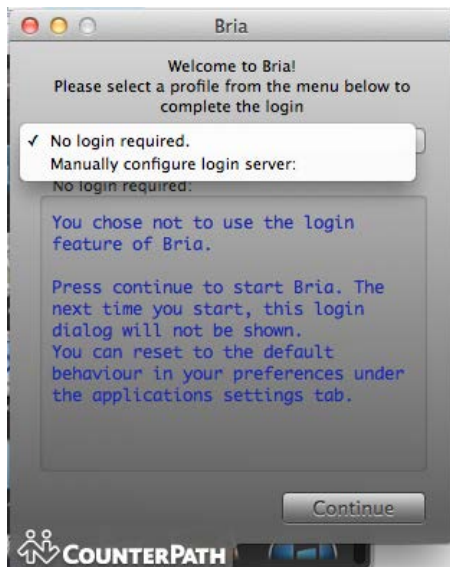 Bria
Welcome to Bria!
Please select a profile from the menu below to
complete the login
✓ No login required.
Manually configure login server:
No login required:
You chose not to use the login
feature of Bria.
Press continue to start Bria. The
next time you start, this login
dialog will not be shown.
You can reset to the default
behaviour in your preferences under
the applications settings tab.
Continue
COUNTERPATH